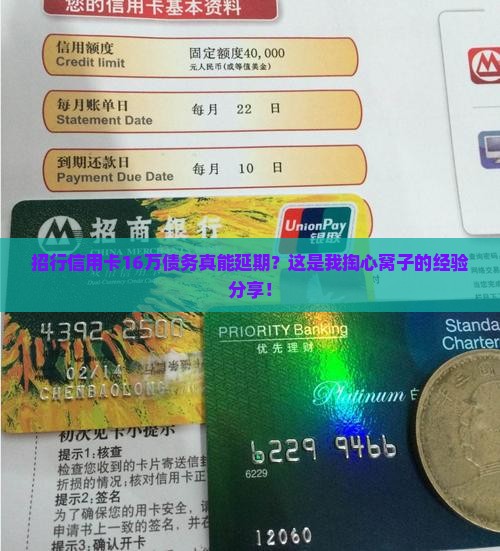 您的信用卡基本资料
信用额度
Credit limit
固定额度40,000
元人民币(或等值美金)
每月账单日
Statement Date
每月 22 日
到期还款日
Payment Due Date
每月 10 日
招商银行
CHINA MERCHANTS
UnionPay
银联
招行信用卡16万债务真能延期？这是我掏心窝子的经验
分享！
4392 2500
02/14
CHENBAOLONG
PRIORITY Banking
优先理财
Standa
Charter
Platinum 白
6229 9466
6229
12060
初次见卡小提示
提示1:核查
检查您收到的卡片寄送信封
折损的情况;核对信用卡正
提示2:签名
为了确保您的用卡安全，请
申请书上一致的签名，并在
提示3:确认开卡